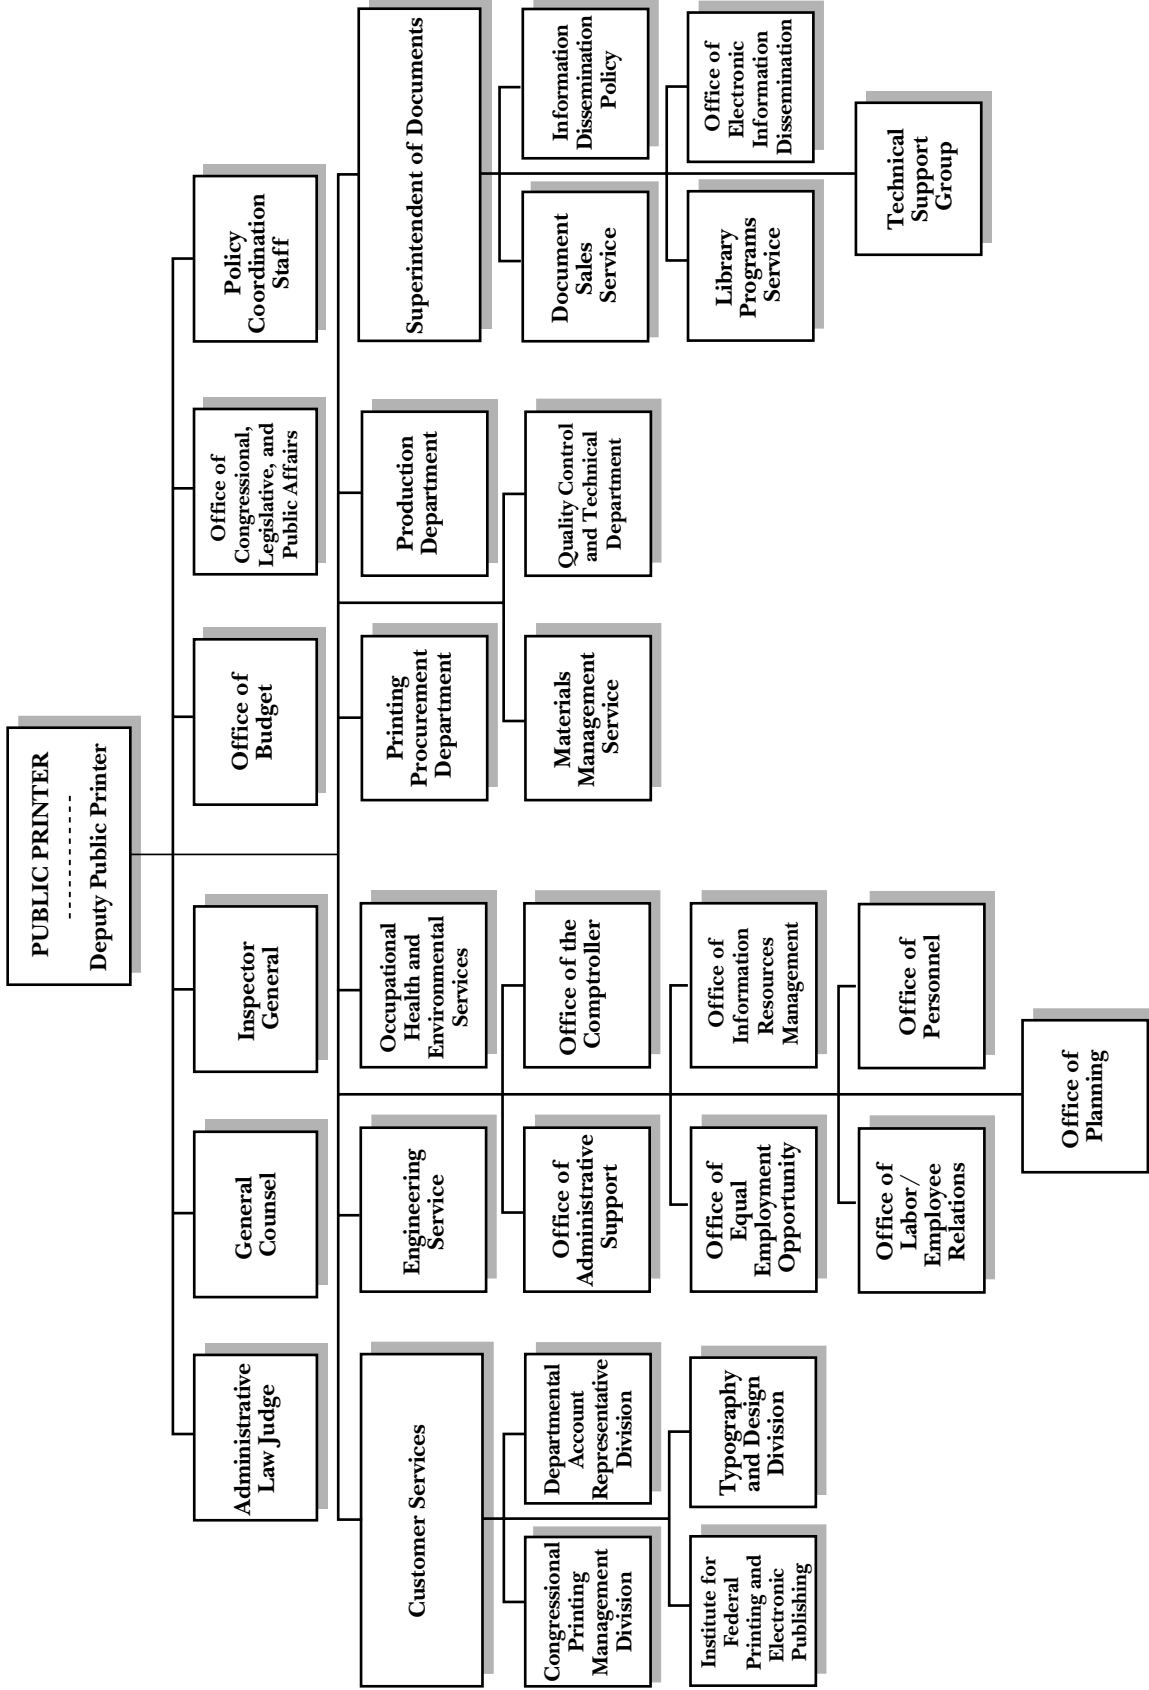 PUBLIC PRINTER
----------
Deputy Public Printer
Administrative
Law Judge
General
Counsel
Inspector
General
Office of
Budget
Office of
Congressional,
Legislative, and
Public Affairs
Policy
Coordination
Staff
Customer Services
Engineering
Service
Occupational
Health and
Environmental
Services
Printing
Procurement
Department
Production
Department
Superintendent of Documents
Congressional
Printing
Management
Division
Departmental
Account
Representative
Division
Office of
Administrative
Support
Office of the
Comptroller
Materials
Management
Service
Quality Control
and Technical
Department
Document
Sales
Service
Information
Dissemination
Policy
Institute for
Federal
Printing and
Electronic
Publishing
Typography
and Design
Division
Office of
Equal
Employment
Opportunity
Office of
Information
Resources
Management
Library
Programs
Service
Office of
Electronic
Information
Dissemination
Office of
Labor/
Employee
Relations
Office of
Personnel
Technical
Support
Group
Office of
Planning